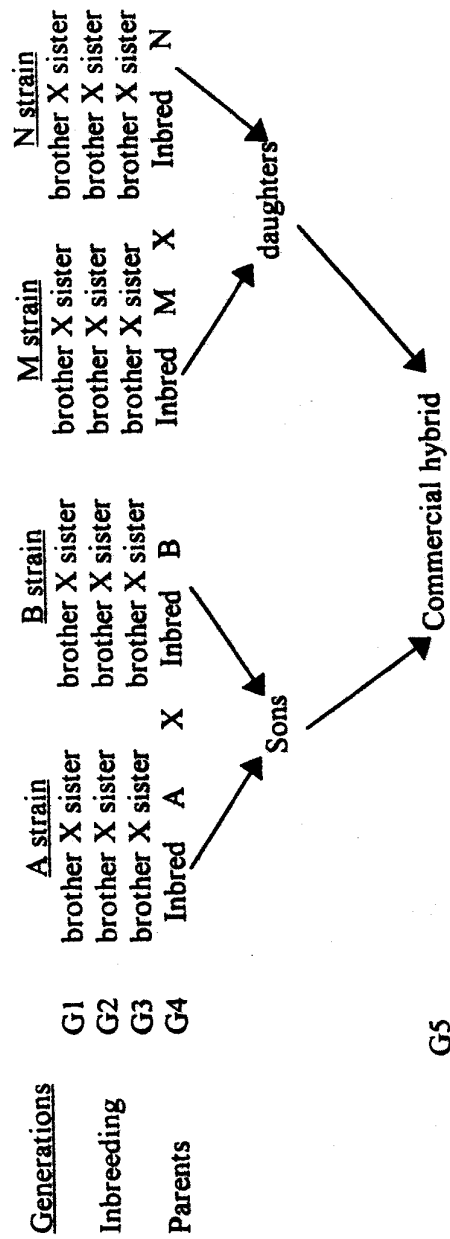 Generations A strain B strain M strain N strain
G1 brother X sister brother X sister brother X sister brother X sister
Inbreeding G2 brother X sister brother X sister brother X sister brother X sister
G3 brother X sister brother X sister brother X sister brother X sister
Parents G4 Inbred A X Inbred B Inbred M X Inbred N
Sons daughters
G5 Commercial hybrid